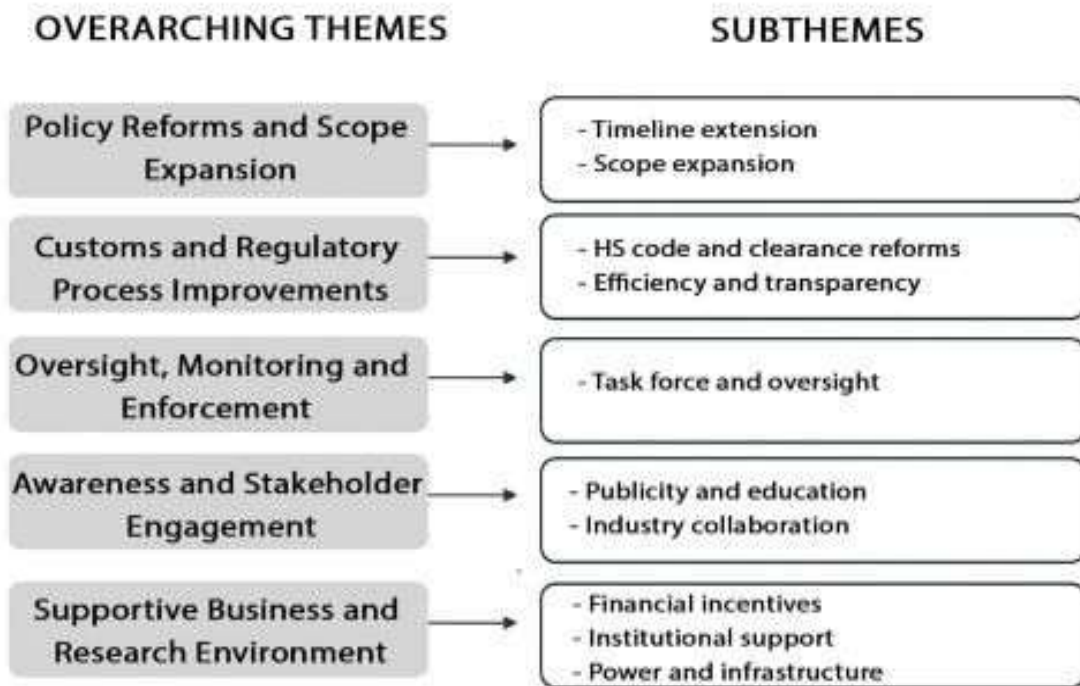 OVERARCHING THEMES
SUBTHEMES
Policy Reforms and Scope
Expansion
- Timeline extension
- Scope expansion
Customs and Regulatory
Process Improvements
- HS code and clearance reforms
- Efficiency and transparency
Oversight, Monitoring and
Enforcement
- Task force and oversight
Awareness and Stakeholder
Engagement
- Publicity and education
- Industry collaboration
Supportive Business and
Research Environment
- Financial incentives
- Institutional support
- Power and infrastructure